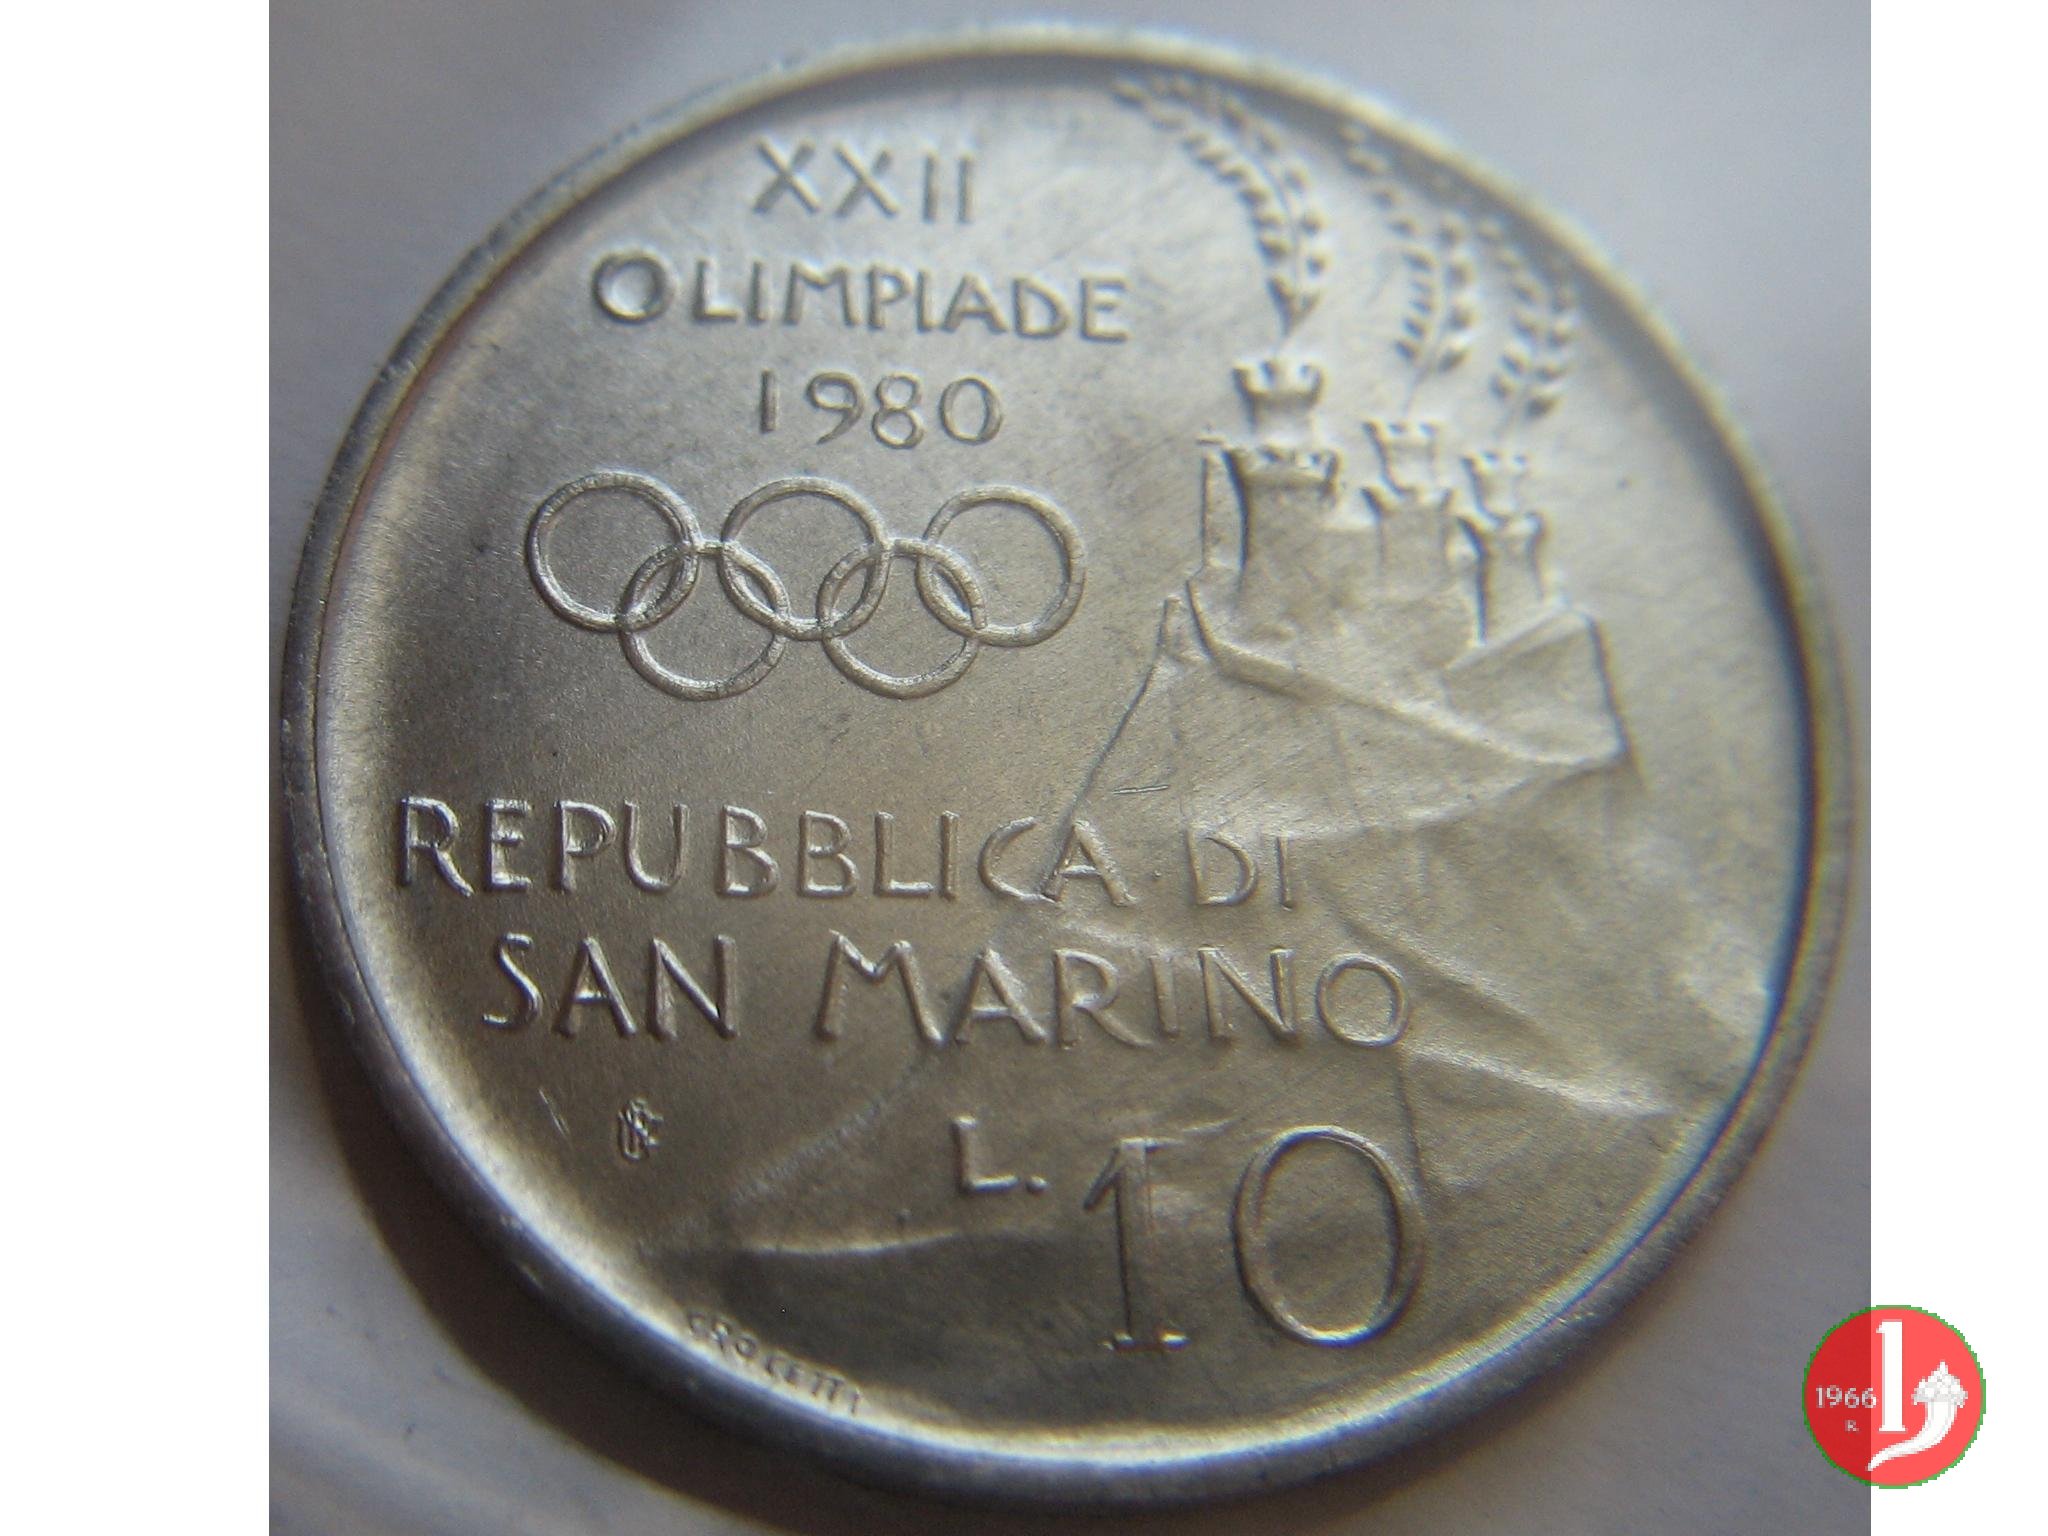 XXII
OLIMPIADE
1980
REPUBBLICA DI
SAN MARINO
L. 10
CROCETTI
1966
R